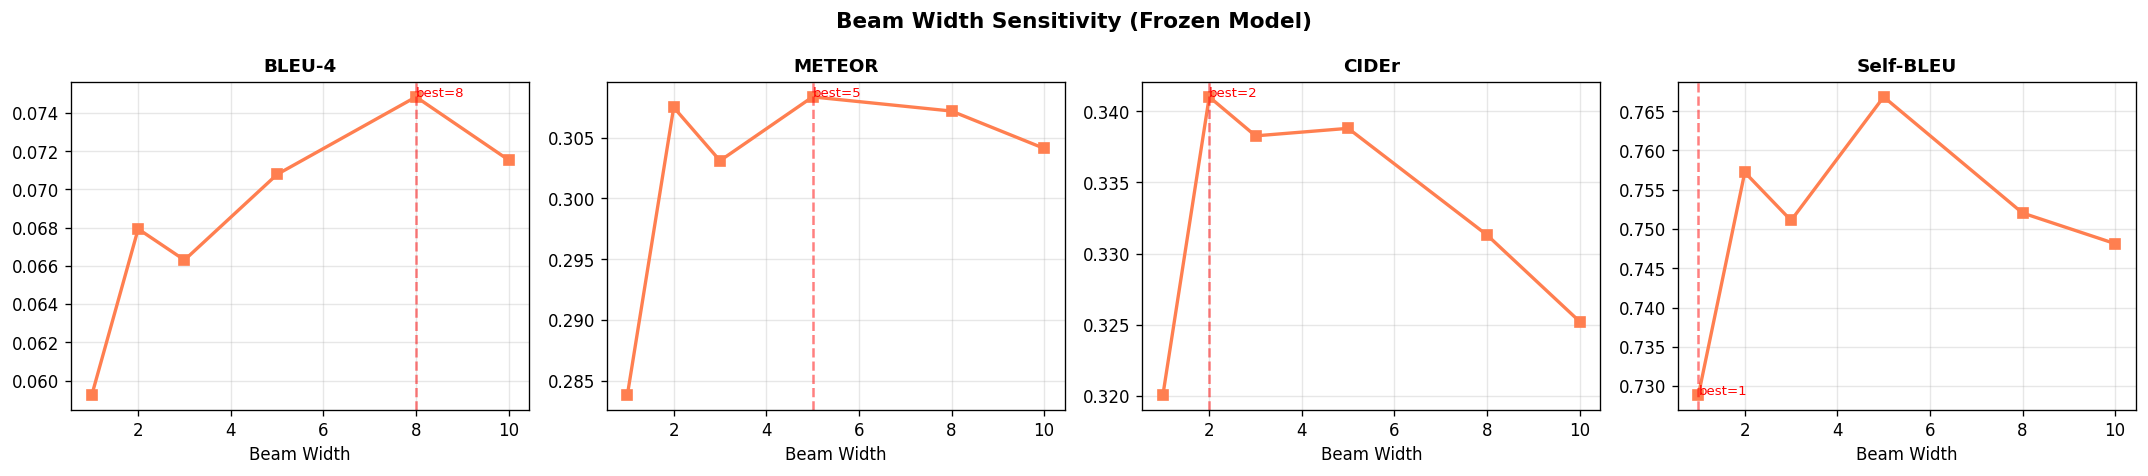 Beam Width Sensitivity (Frozen Model)
BLEU-4
0.074
0.072
0.070
0.068
0.066
0.064
0.062
0.060
best=8
2 4 6 8 10
Beam Width
METEOR
0.305
0.300
0.295
0.290
0.285
best=5
2 4 6 8 10
Beam Width
CIDEr
0.340
0.335
0.330
0.325
0.320
best=2
2 4 6 8 10
Beam Width
Self-BLEU
0.765
0.760
0.755
0.750
0.745
0.740
0.735
0.730
best=1
2 4 6 8 10
Beam Width